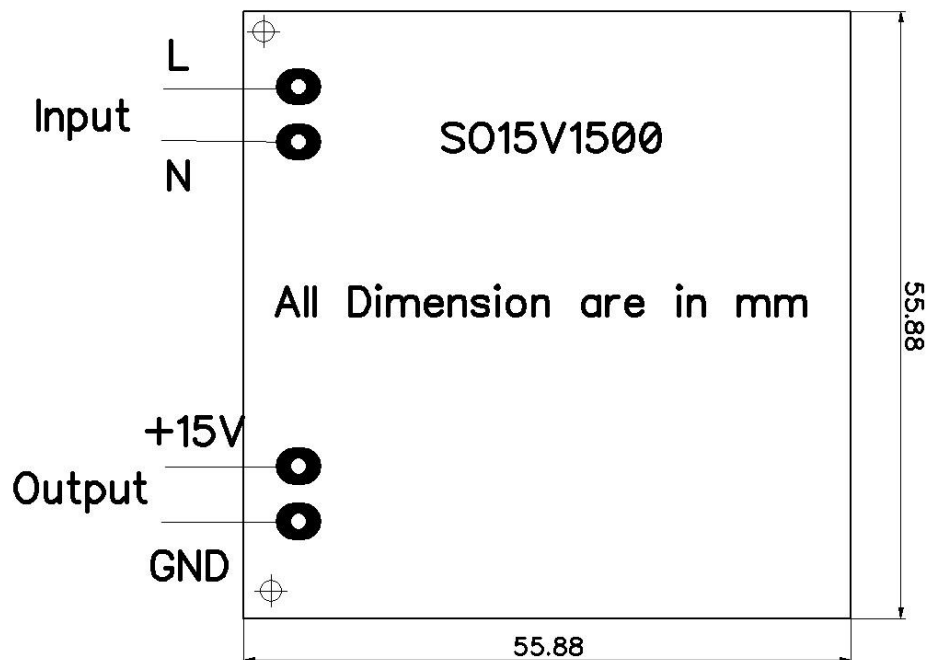 L
Input
N
SO15V1500
All Dimension are in mm
55.88
+15V
Output
GND
55.88